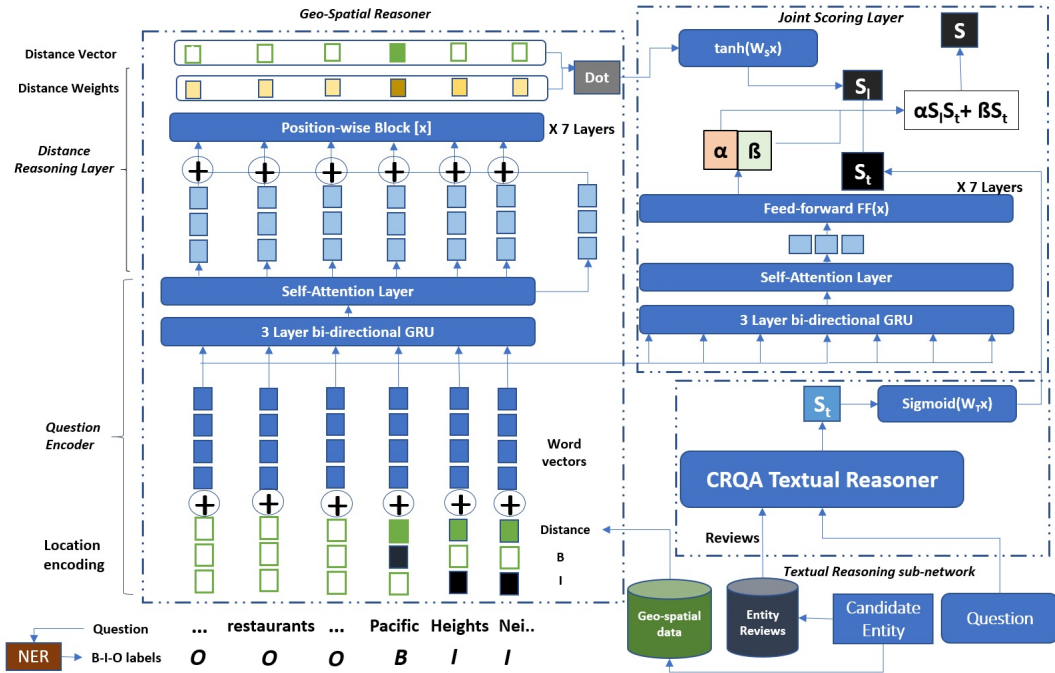 Geo-Spatial Reasoner
Joint Scoring Layer
Distance Vector
Distance Weights
Dot
tanh(WSx)
S
Sl
αSlSt+ ßSt
Position-wise Block [x]
X 7 Layers
Distance
Reasoning Layer
+ + + + + +
α ß
St
X 7 Layers
Feed-forward FF(x)
Self-Attention Layer
Self-Attention Layer
3 Layer bi-directional GRU
3 Layer bi-directional GRU
Question
Encoder
Word
vectors
St
Sigmoid(WTx)
CRQA Textual Reasoner
+ + + + + +
Location
encoding
Distance
B
I
Reviews
Textual Reasoning sub-network
Geo-spatial
data
Entity
Reviews
Candidate
Entity
Question
Question
... restaurants ... Pacific Heights Nei..
NER
B-I-O labels
O O O B I I